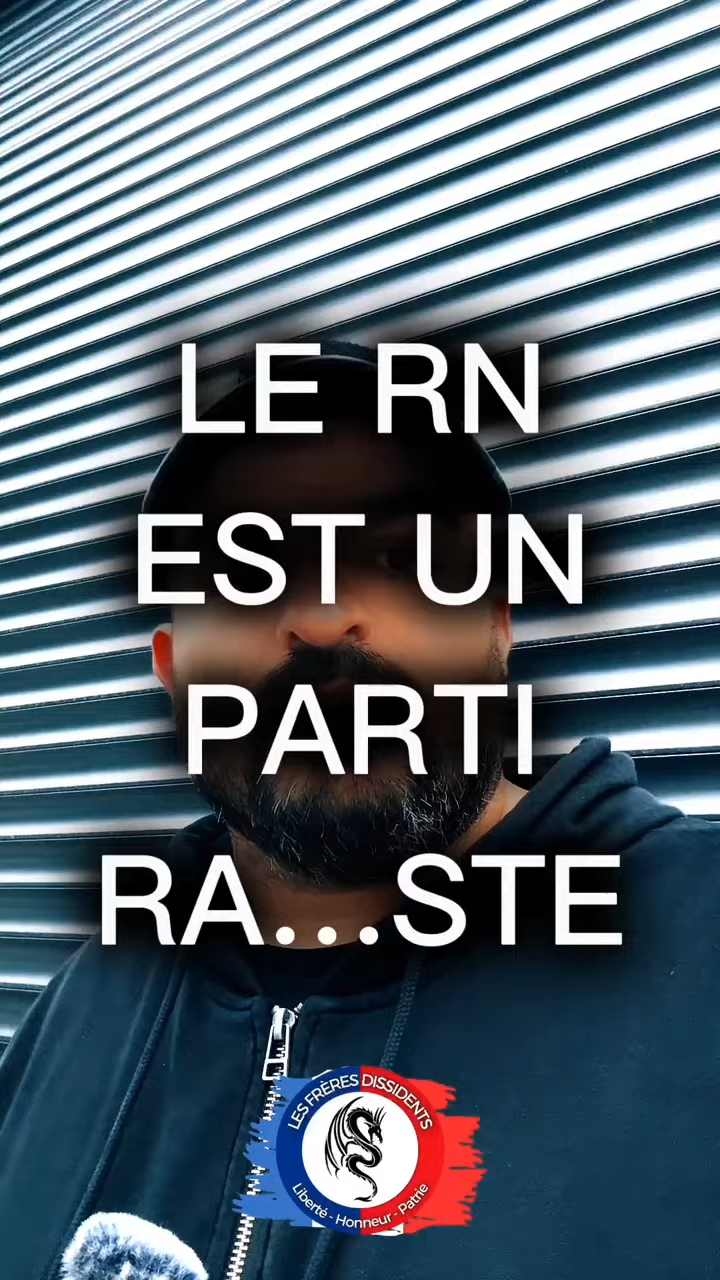 LE RN
EST UN
PARTI
RA...STE
LES FRÈRES DISSIDENTS
Liberté - Honneur - Patrie